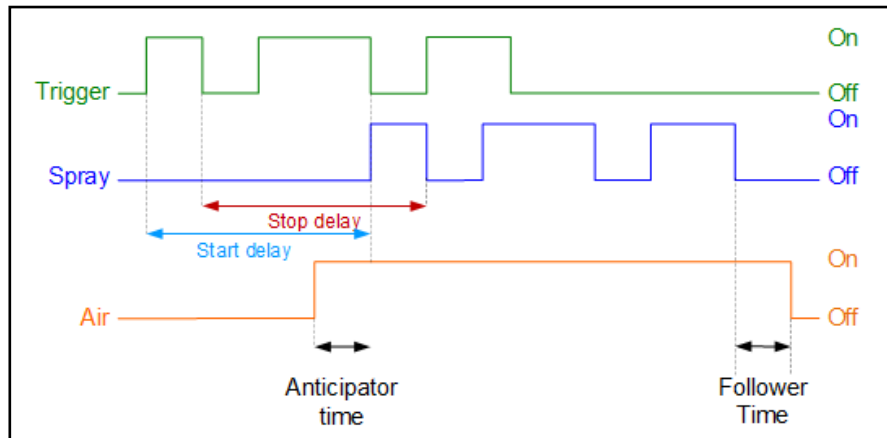 On
Trigger
Off
On
Spray
Off
Stop delay
Start delay
On
Air
Off
Anticipator
time
Follower
Time